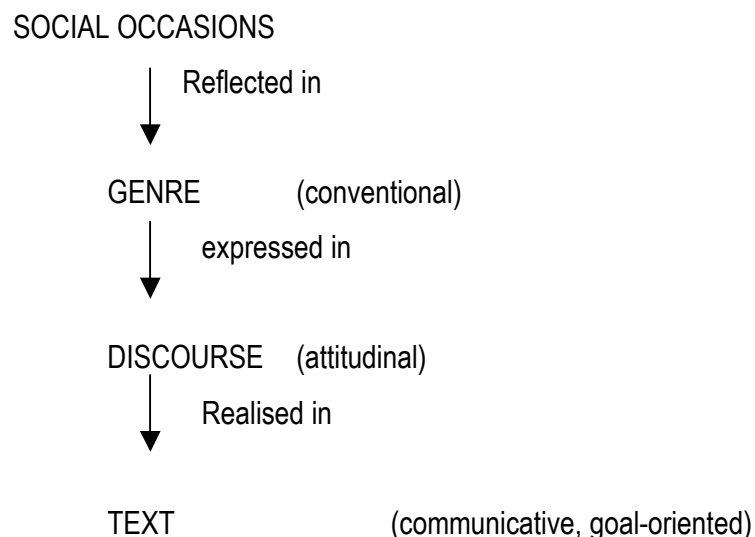 SOCIAL OCCASIONS
Reflected in
GENRE (conventional)
expressed in
DISCOURSE (attitudinal)
Realised in
TEXT (communicative, goal-oriented)